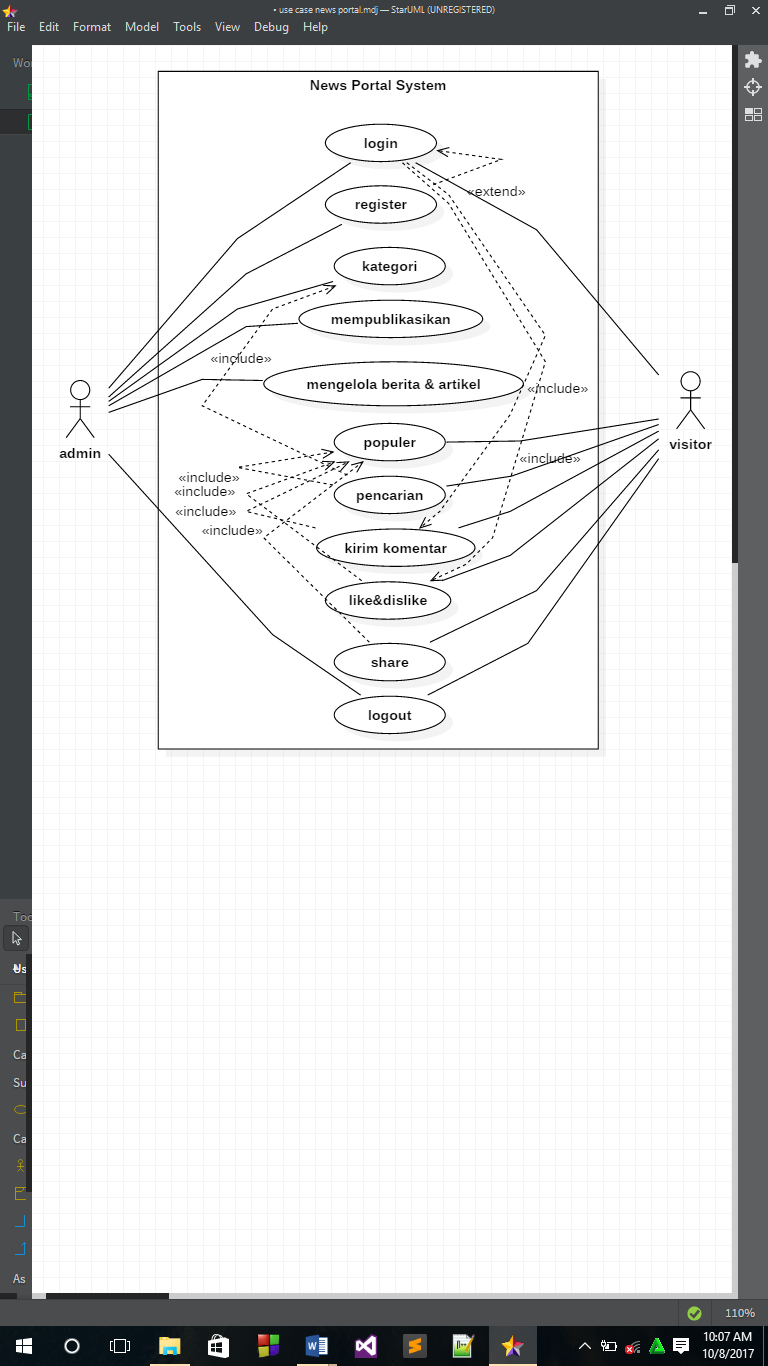 • use case news portal.mdj — StarUML (UNREGISTERED)
File Edit Format Model Tools View Debug Help
Wo
News Portal System
login
«extend»
register
kategori
mempublikasikan
«include»
mengelola berita & artikel
«include»
admin
visitor
populer
«include»
«include»
pencarian
«include»
«include»
«include»
kirim komentar
like&dislike
share
logout
Too
Us
Ca
Su
Ca
As
110%
10:07 AM
10/8/2017